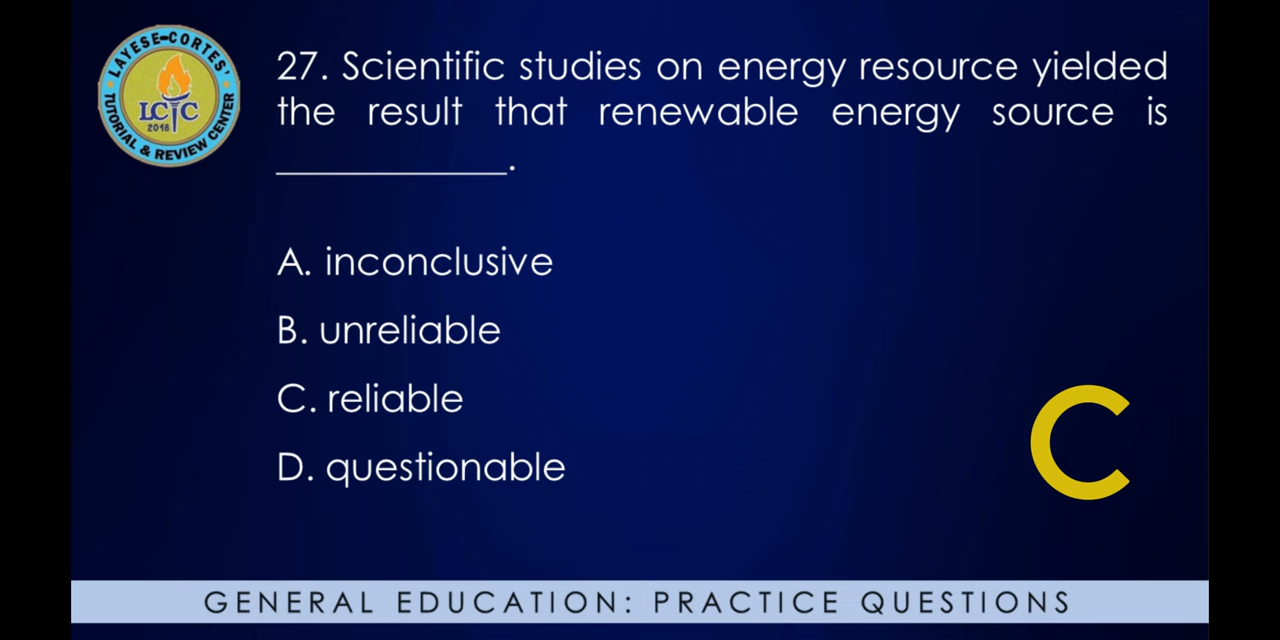 LAYESE-CORTES'
LCTC
2018
TUTORIAL & REVIEW CENTER
27. Scientific studies on energy resource yielded
the result that renewable energy source is
____________.
A. inconclusive
B. unreliable
C. reliable
D. questionable
C
GENERAL EDUCATION: PRACTICE QUESTIONS